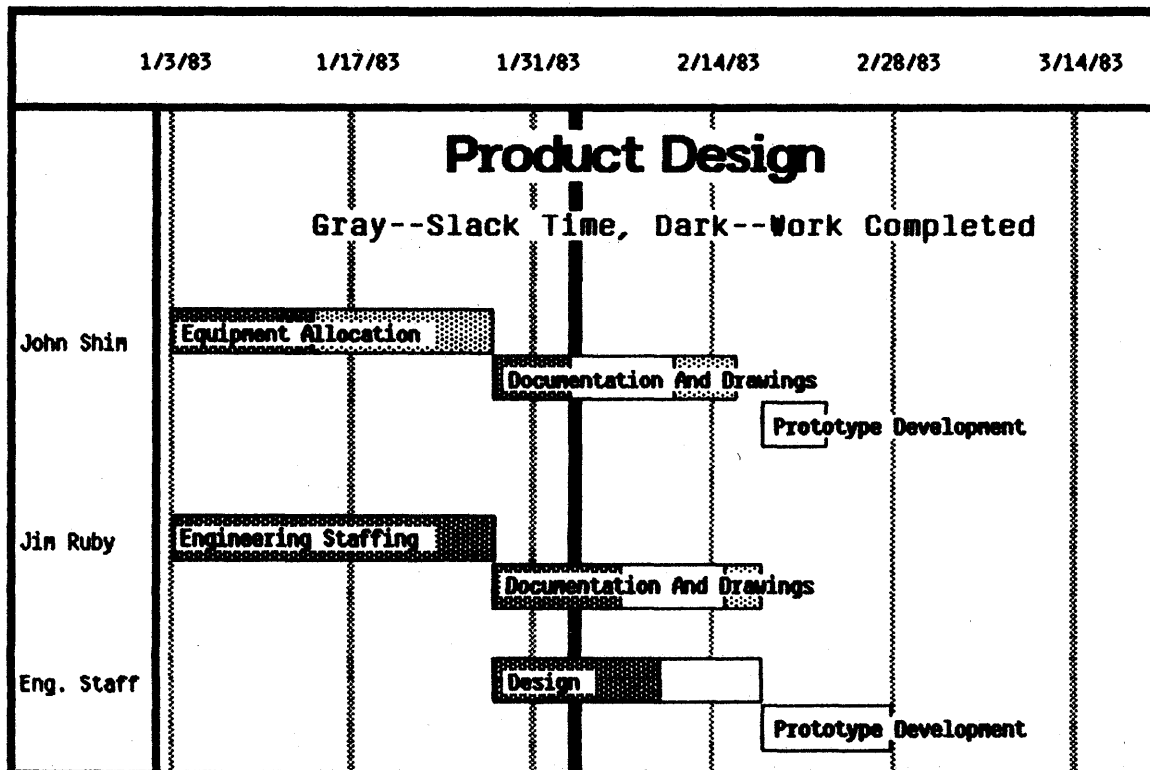 1/3/83 1/17/83 1/31/83 2/14/83 2/28/83 3/14/83
Product Design
Gray--Slack Time, Dark--Work Completed
John Shim
Equipment Allocation
Documentation And Drawings
Prototype Development
Jim Ruby
Engineering Staffing
Documentation And Drawings
Eng. Staff
Design
Prototype Development